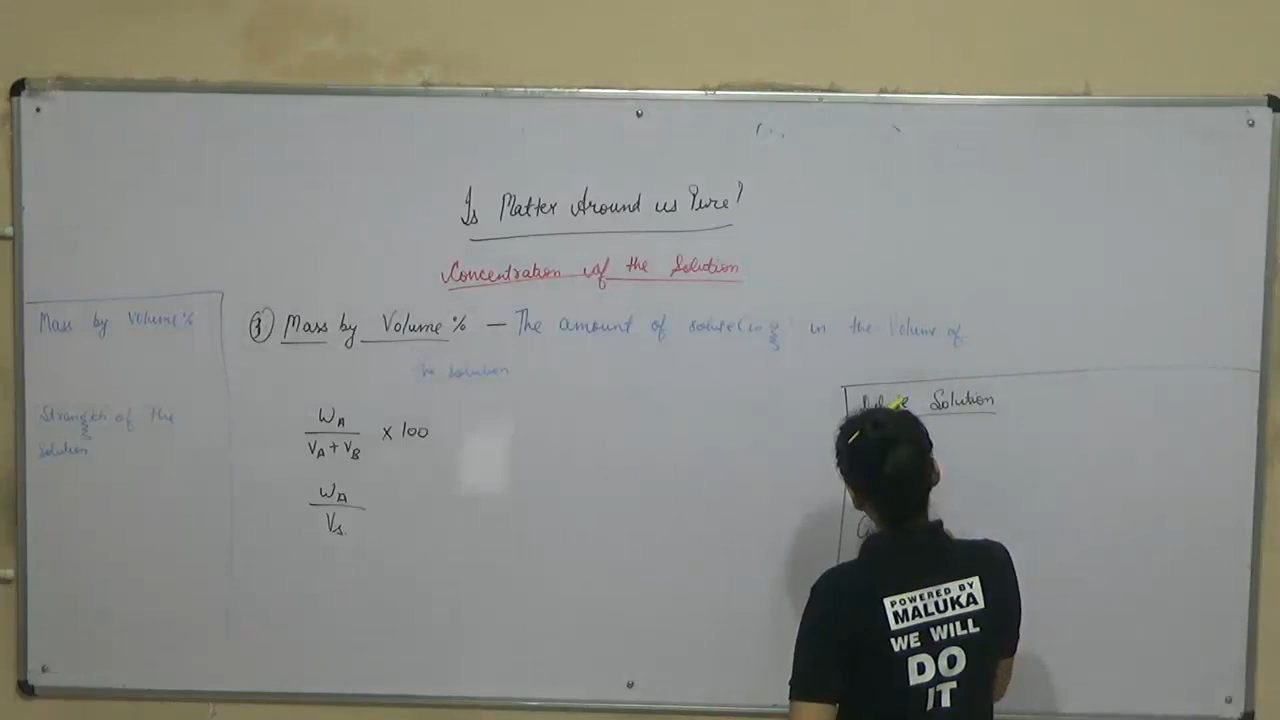 Is Matter Around us Pure?
Concentration of the Solution
Mass by Volume %
Strength of the
Solution
③ Mass by Volume % — The amount of solute (in g) in the volume of
the solution
W_A / (V_A + V_B) × 100
W_A / V_s.
Solution
POWERED BY
MALUKA
WE WILL
DO
IT